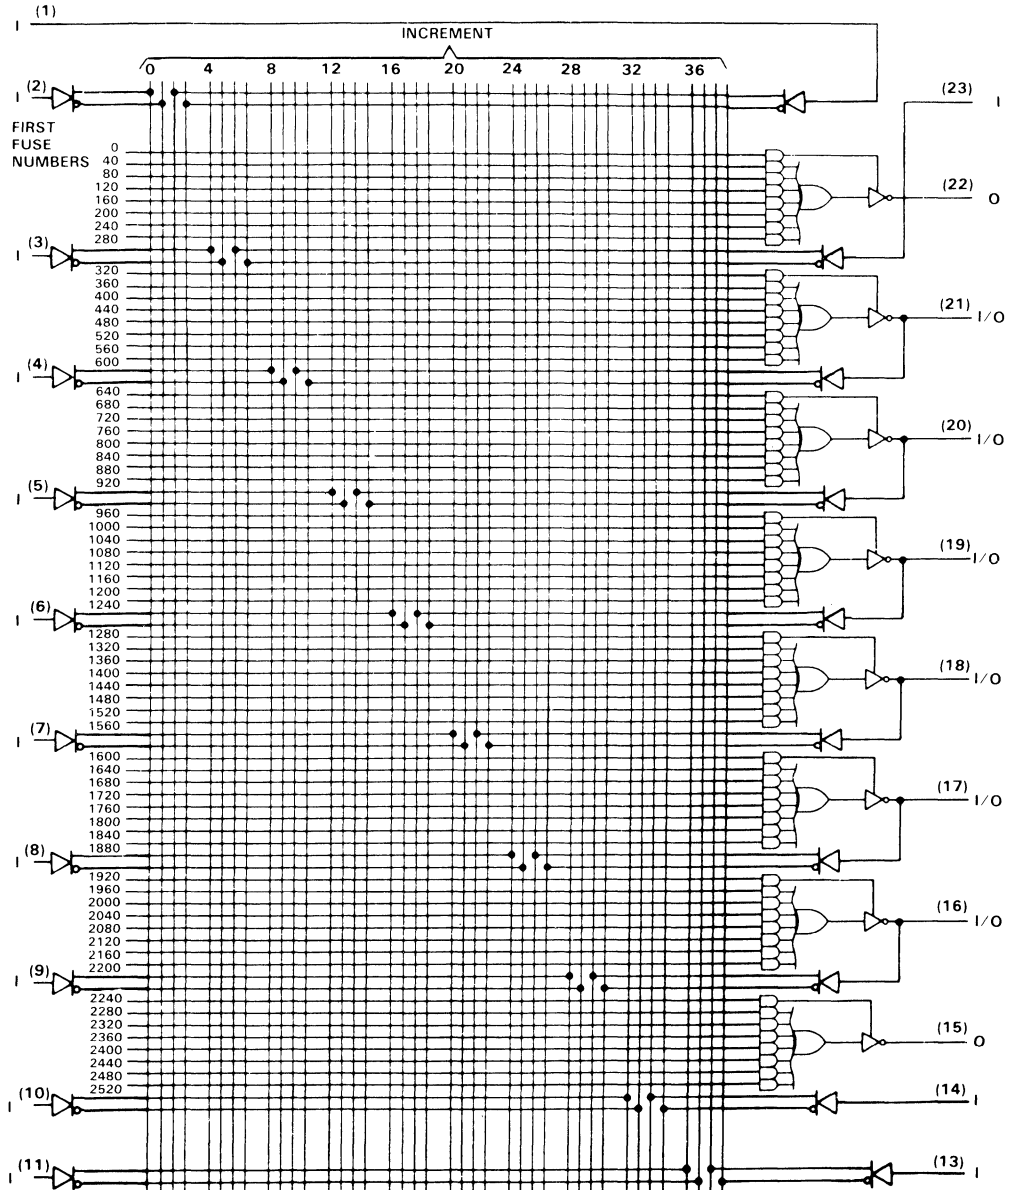 I (1)
INCREMENT
0 4 8 12 16 20 24 28 32 36
I (2)
(23) I
FIRST
FUSE
NUMBERS
0
40
80
120
160
200
240
280
(22) O
I (3)
320
360
400
440
480
520
560
600
(21) I/O
I (4)
640
680
720
760
800
840
880
920
(20) I/O
I (5)
960
1000
1040
1080
1120
1160
1200
1240
(19) I/O
I (6)
1280
1320
1360
1400
1440
1480
1520
1560
(18) I/O
I (7)
1600
1640
1680
1720
1760
1800
1840
1880
(17) I/O
I (8)
1920
1960
2000
2040
2080
2120
2160
2200
(16) I/O
I (9)
2240
2280
2320
2360
2400
2440
2480
2520
(15) O
I (10)
(14) I
I (11)
(13) I